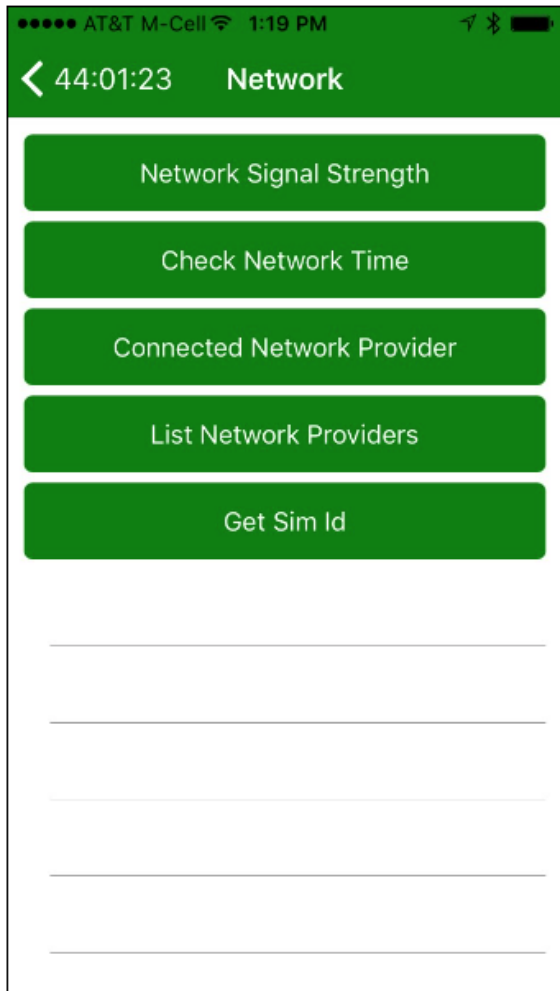 AT&T M-Cell 1:19 PM
44:01:23 Network
Network Signal Strength
Check Network Time
Connected Network Provider
List Network Providers
Get Sim Id